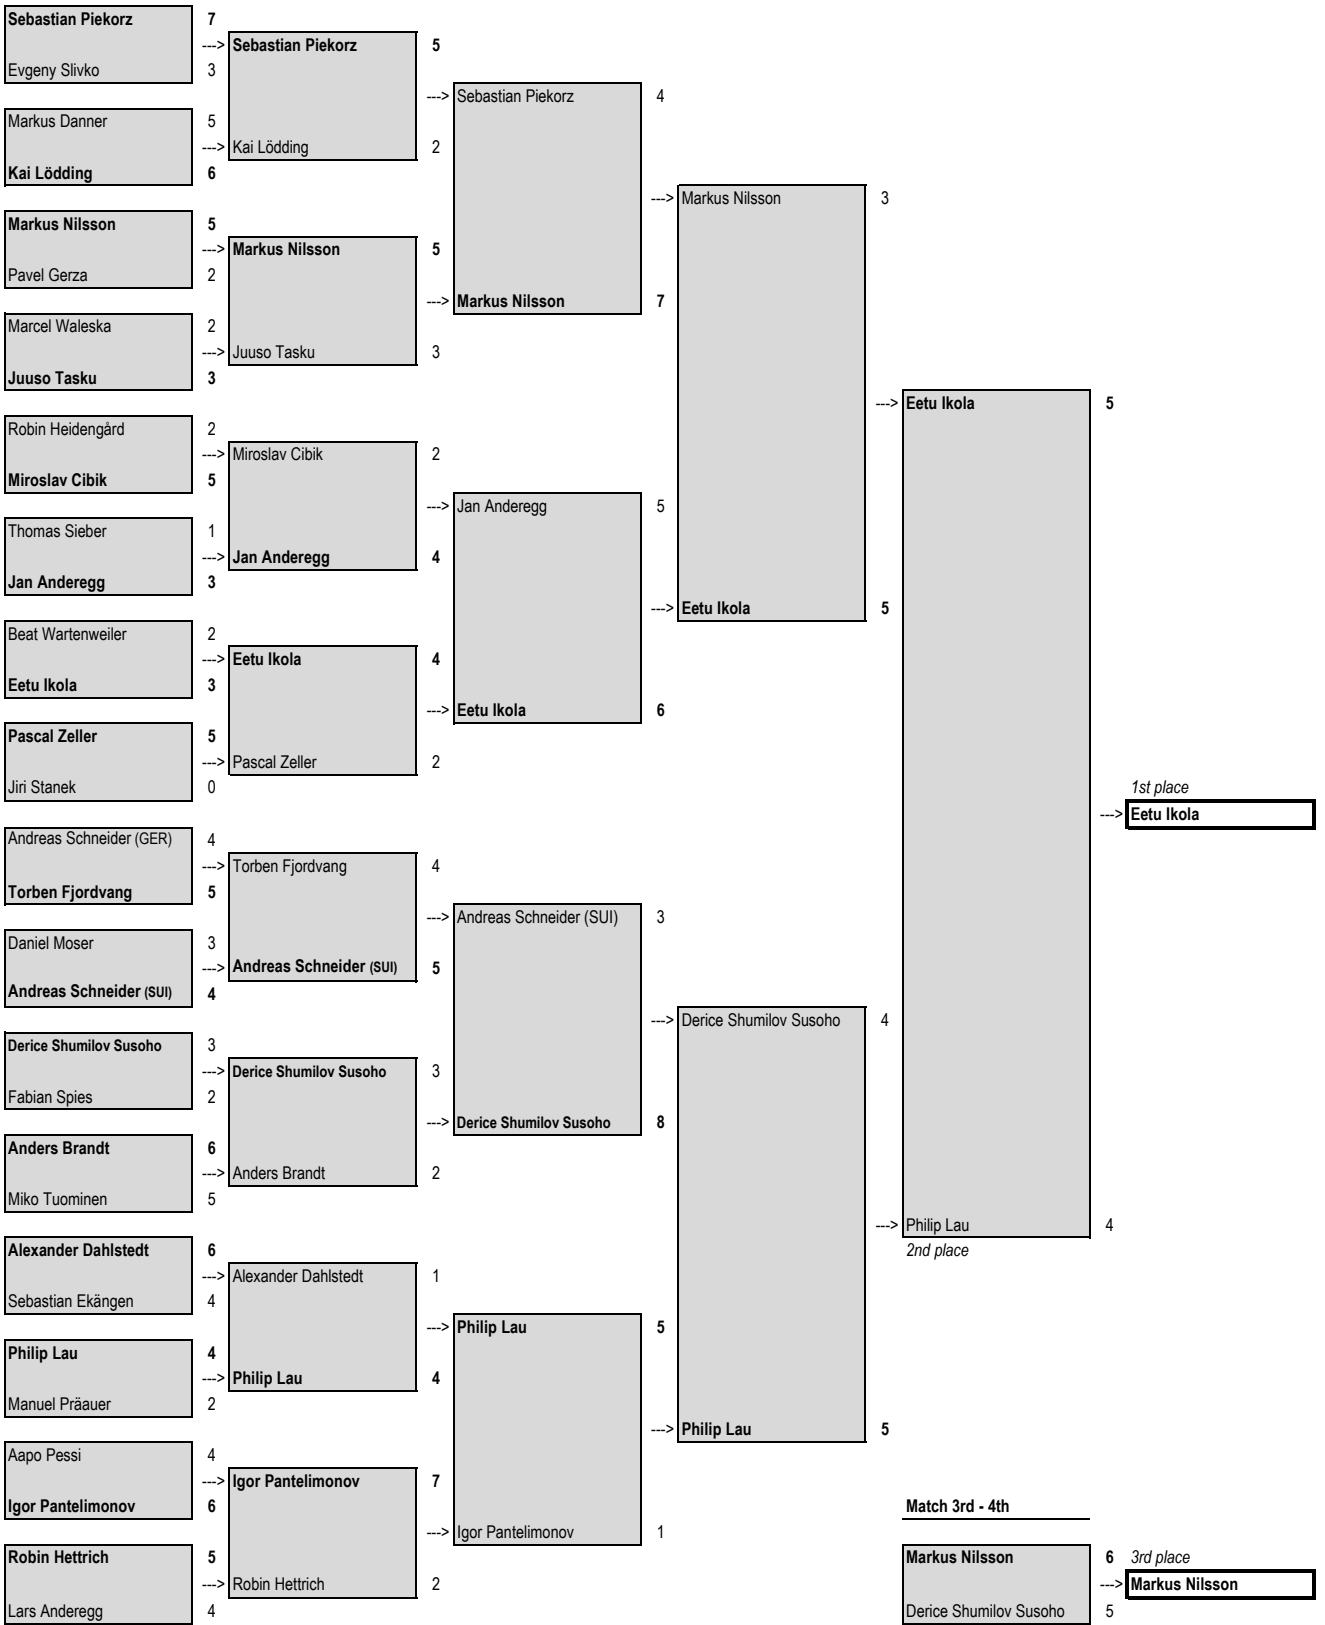 Sebastian Piekorz 7
---> Sebastian Piekorz 5
Evgeny Slivko 3
---> Sebastian Piekorz 4
Markus Danner 5
---> Kai Lödding 2
Kai Lödding 6
---> Markus Nilsson 3
Markus Nilsson 5
---> Markus Nilsson 5
Pavel Gerza 2
---> Markus Nilsson 7
Marcel Waleska 2
---> Juuso Tasku 3
Juuso Tasku 3
---> Eetu Ikola 5
Robin Heidengård 2
---> Miroslav Cibik 2
Miroslav Cibik 5
---> Jan Anderegg 5
Thomas Sieber 1
---> Jan Anderegg 4
Jan Anderegg 3
---> Eetu Ikola 5
Beat Wartenweiler 2
---> Eetu Ikola 4
Eetu Ikola 3
---> Eetu Ikola 6
Pascal Zeller 5
---> Pascal Zeller 2
Jiri Stanek 0
1st place
---> Eetu Ikola
Andreas Schneider (GER) 4
---> Torben Fjordvang 4
Torben Fjordvang 5
---> Andreas Schneider (SUI) 3
Daniel Moser 3
---> Andreas Schneider (SUI) 5
Andreas Schneider (SUI) 4
---> Derice Shumilov Susoho 4
Derice Shumilov Susoho 3
---> Derice Shumilov Susoho 3
Fabian Spies 2
---> Derice Shumilov Susoho 8
Anders Brandt 6
---> Anders Brandt 2
Miko Tuominen 5
---> Philip Lau 4
Alexander Dahlstedt 6
2nd place
---> Alexander Dahlstedt 1
Sebastian Ekängen 4
---> Philip Lau 5
Philip Lau 4
---> Philip Lau 4
Manuel Präauer 2
---> Philip Lau 5
Aapo Pessi 4
---> Igor Pantelimonov 7
Igor Pantelimonov 6
Match 3rd - 4th
---> Igor Pantelimonov 1
Robin Hettrich 5
Markus Nilsson 6 3rd place
---> Robin Hettrich 2
---> Markus Nilsson
Lars Anderegg 4
Derice Shumilov Susoho 5